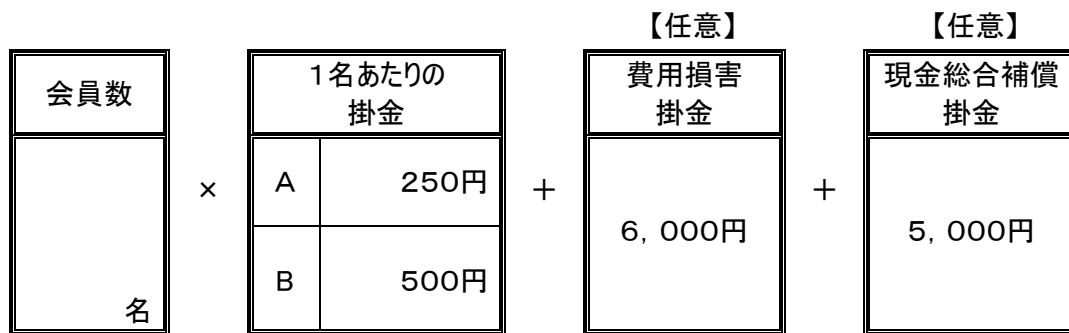 【任意】
【任意】
会員数
1名あたりの
掛金
費用損害
掛金
現金総合補償
掛金
名
×
A
250円
B
500円
＋
6,000円
＋
5,000円